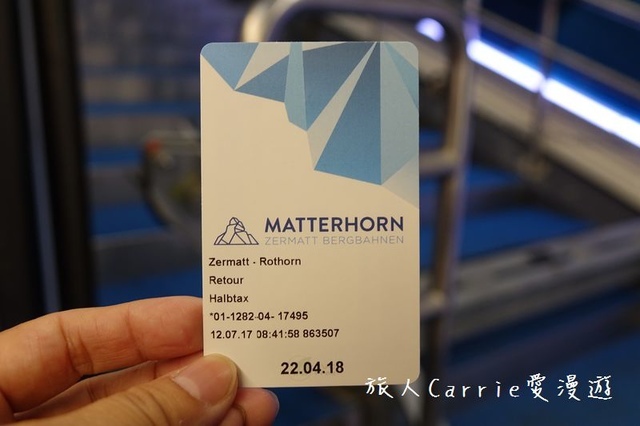 MATTERHORN
ZERMATT BERGBAHNEN
Zermatt - Rothorn
Retour
Halbtax
*01-1282-04- 17495
12.07.17 08:41:58 863507
22.04.18
旅人Carrie愛漫遊